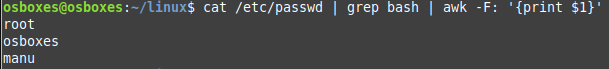 osboxes@osboxes:~/linux$ cat /etc/passwd | grep bash | awk -F: '{print $1}'
root
osboxes
manu